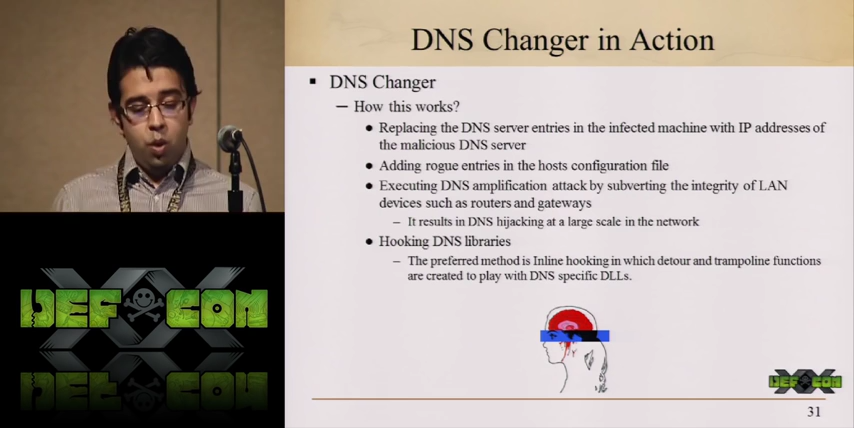 DNS Changer in Action
▪ DNS Changer
– How this works?
● Replacing the DNS server entries in the infected machine with IP addresses of
the malicious DNS server
● Adding rogue entries in the hosts configuration file
● Executing DNS amplification attack by subverting the integrity of LAN
devices such as routers and gateways
– It results in DNS hijacking at a large scale in the network
● Hooking DNS libraries
– The preferred method is Inline hooking in which detour and trampoline functions
are created to play with DNS specific DLLs.
DEF CON
XX
DEF CON
31